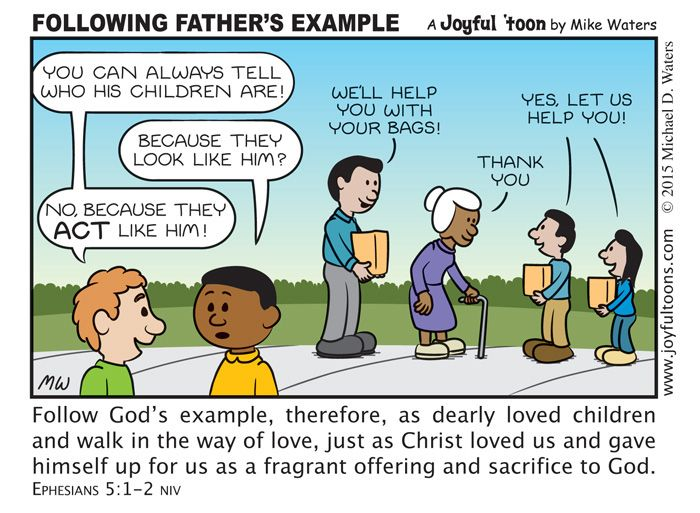 FOLLOWING FATHER'S EXAMPLE
A Joyful 'toon by Mike Waters
YOU CAN ALWAYS TELL
WHO HIS CHILDREN ARE!
BECAUSE THEY
LOOK LIKE HIM?
NO, BECAUSE THEY
ACT LIKE HIM!
WE'LL HELP
YOU WITH
YOUR BAGS!
THANK
YOU
YES, LET US
HELP YOU!
MW
www.joyfultoons.com © 2015 Michael D. Waters
Follow God's example, therefore, as dearly loved children
and walk in the way of love, just as Christ loved us and gave
himself up for us as a fragrant offering and sacrifice to God.
EPHESIANS 5:1-2 NIV